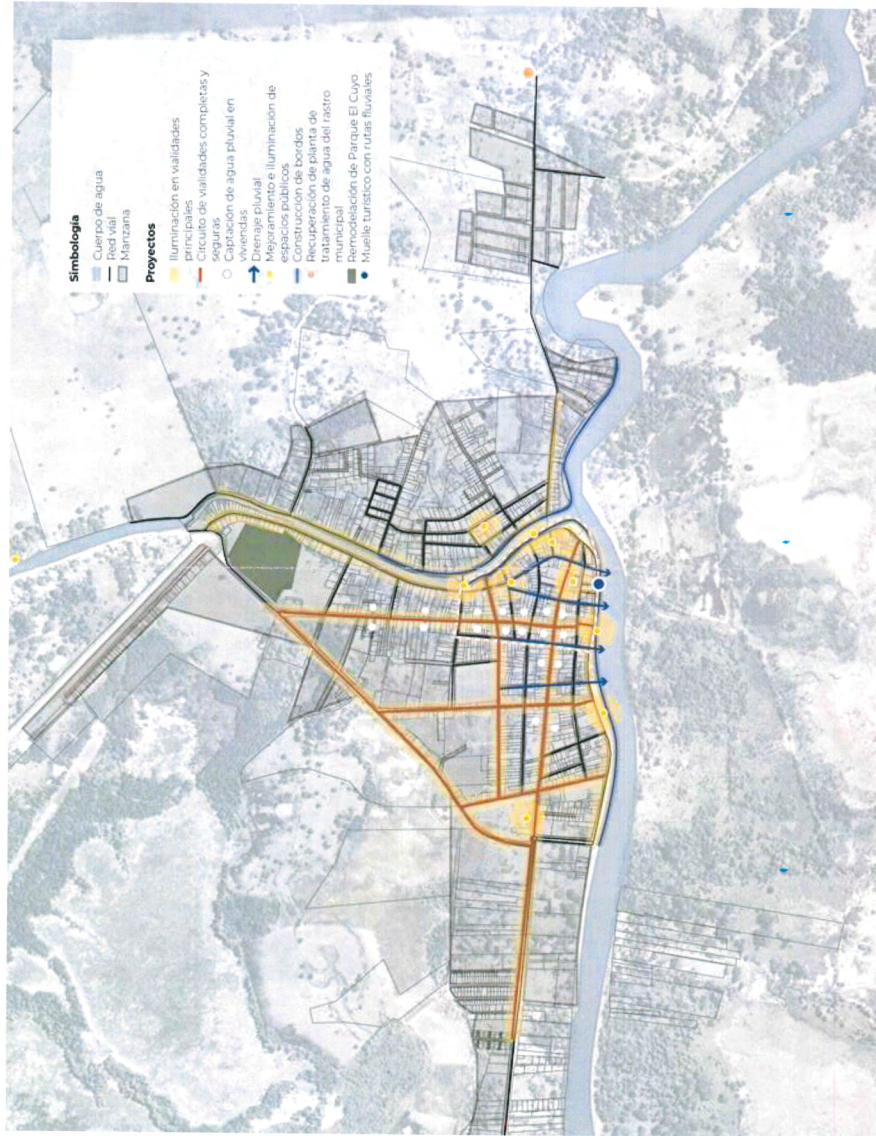 Simbología
Cuerpo de agua
Red vial
Manzana
Proyectos
Iluminación en vialidades
principales
Circuito de vialidades completas y
seguras
Captación de agua pluvial en
viviendas
Drenaje pluvial
Mejoramiento e iluminación de
espacios públicos
Construcción de bordos
Recuperación de planta de
tratamiento de agua del rastro
municipal
Remodelación de Parque El Cuyo
Muelle turístico con rutas fluviales